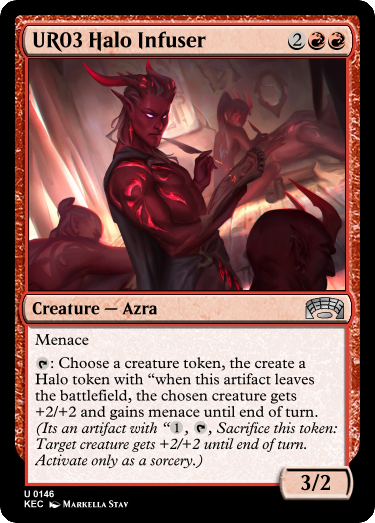 UR03 Halo Infuser 2
Creature — Azra
Menace
: Choose a creature token, the create a
Halo token with “when this artifact leaves
the battlefield, the chosen creature gets
+2/+2 and gains menace until end of turn.
(Its an artifact with “1, , Sacrifice this token:
Target creature gets +2/+2 until end of turn.
Activate only as a sorcery.)
3/2
U 0146
KEC Markella Stav